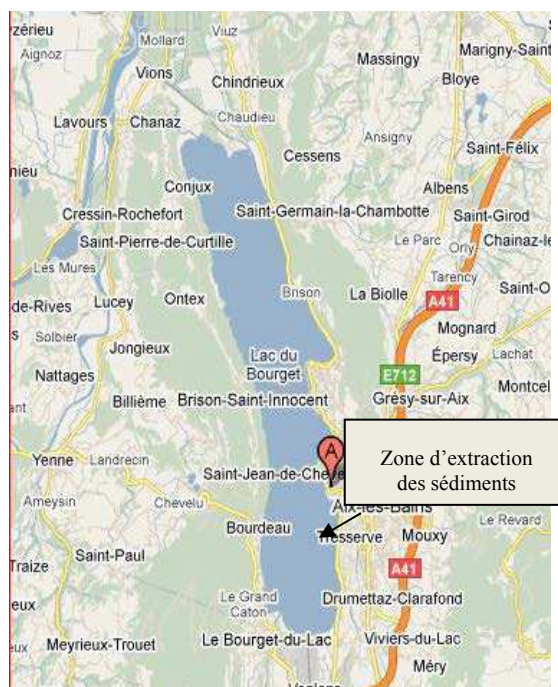 zérieu
Aignoz
Mollard
Viuz
Vions
Massingy
Marigny-Saint
Chindrieux
Bloye
Lavours
Chanaz
Chaudieu
Ansigny
Saint-Félix
Cessens
Conjux
Albens
Cressin-Rochefort
Saint-Germain-la-Chambotte
Saint-Girod
Saint-Pierre-de-Curtille
Le Parc
Orly
Chainaz-le
Les Mures
Tarency
de-Rives
Lucey
Ontex
Brison
La Biolle
Saint-O
A41
Solbier
Mognard
Jongieux
Lac du
Bourget
Épersy
Lachat
Nattages
E712
Montcel
Billième
Brison-Saint-Innocent
Grésy-sur-Aix
Yenne
Landrecin
A
Zone d'extraction
des sédiments
Saint-Jean-de-Cheve
Ameysin
Chevelu
Aix-les-Bains
Bourdeau
Tresserve
Mouxy
Le Revard
Saint-Paul
Traize
A41
Le Grand
Caton
Drumettaz-Clarafond
Meyrieux-Trouet
Le Bourget-du-Lac
Viviers-du-Lac
Méry